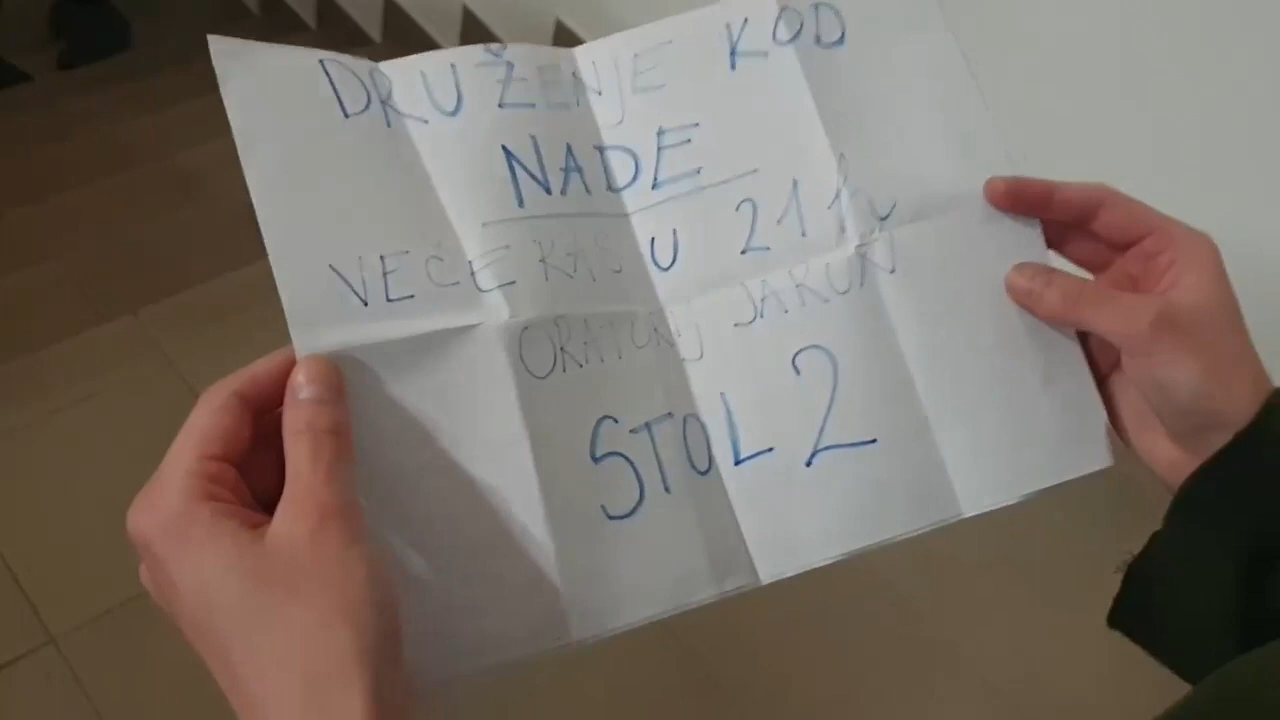 DRUŽENJE KOD
NADE
VEČERAS U 21 h
ORATORIJ JARUN
STOL 2